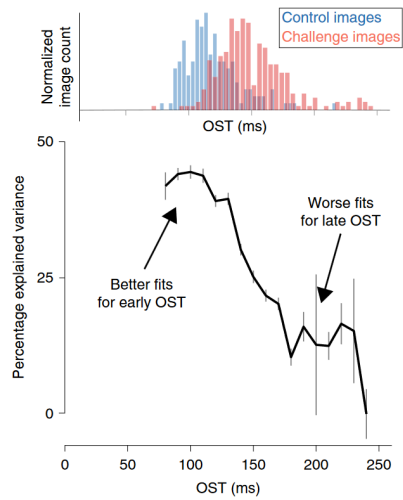 Control images
Challenge images
Normalized
image count
OST (ms)
50
25
0
Percentage explained variance
Worse fits
for late OST
Better fits
for early OST
0
50
100
150
200
250
OST (ms)